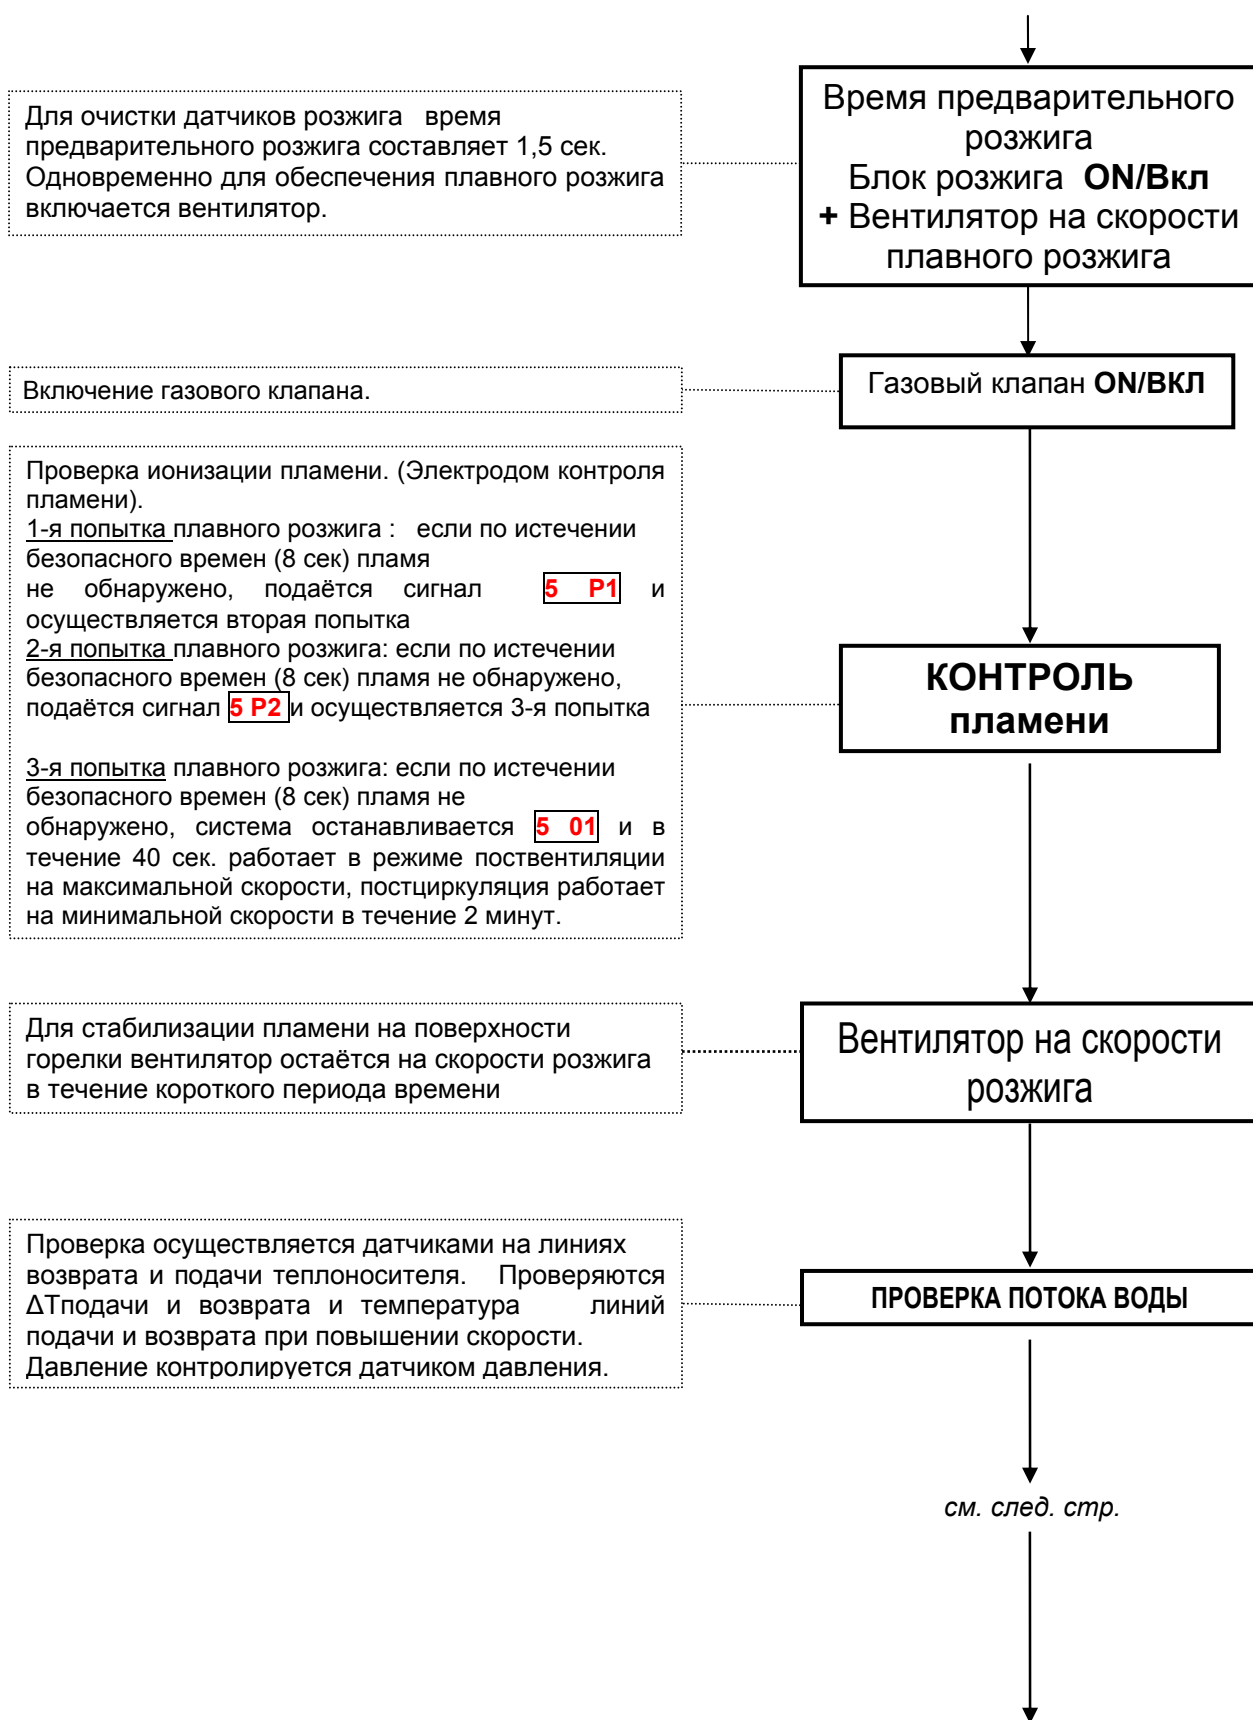 Для очистки датчиков розжига время
предварительного розжига составляет 1,5 сек.
Одновременно для обеспечения плавного розжига
включается вентилятор.
Время предварительного
розжига
Блок розжига ON/Вкл
+ Вентилятор на скорости
плавного розжига
Включение газового клапана.
Газовый клапан ON/ВКЛ
Проверка ионизации пламени. (Электродом контроля
пламени).
1-я попытка плавного розжига : если по истечении
безопасного времен (8 сек) пламя
не обнаружено, подаётся сигнал 5 P1 и
осуществляется вторая попытка
2-я попытка плавного розжига: если по истечении
безопасного времен (8 сек) пламя не обнаружено,
подаётся сигнал 5 P2 и осуществляется 3-я попытка
3-я попытка плавного розжига: если по истечении
безопасного времен (8 сек) пламя не
обнаружено, система останавливается 5 01 и в
течение 40 сек. работает в режиме поствентиляции
на максимальной скорости, постциркуляция работает
на минимальной скорости в течение 2 минут.
КОНТРОЛЬ
пламени
Для стабилизации пламени на поверхности
горелки вентилятор остаётся на скорости розжига
в течение короткого периода времени
Вентилятор на скорости
розжига
Проверка осуществляется датчиками на линиях
возврата и подачи теплоносителя. Проверяются
ΔTподачи и возврата и температура линий
подачи и возврата при повышении скорости.
Давление контролируется датчиком давления.
ПРОВЕРКА ПОТОКА ВОДЫ
см. след. стр.